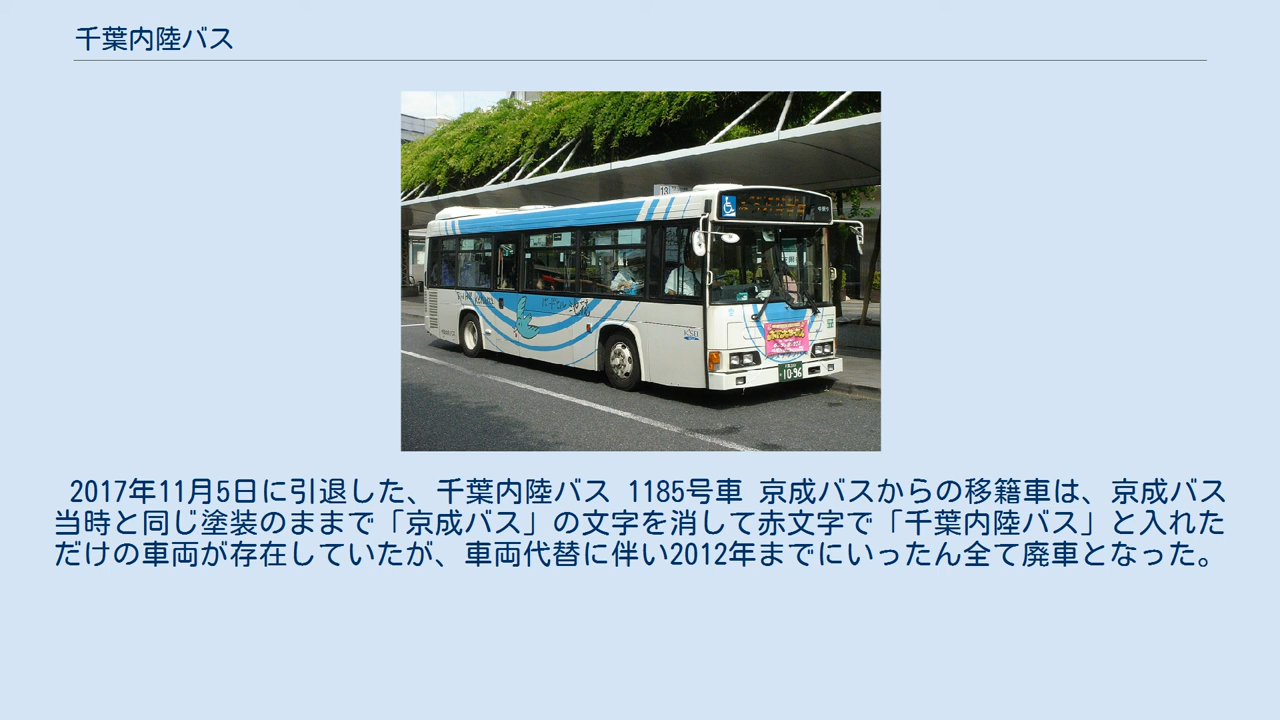 千葉内陸バス
13
KSB
10-96
2017年11月5日に引退した、千葉内陸バス 1185号車 京成バスからの移籍車は、京成バス
当時と同じ塗装のままで「京成バス」の文字を消して赤文字で「千葉内陸バス」と入れた
だけの車両が存在していたが、車両代替に伴い2012年までにいったん全て廃車となった。